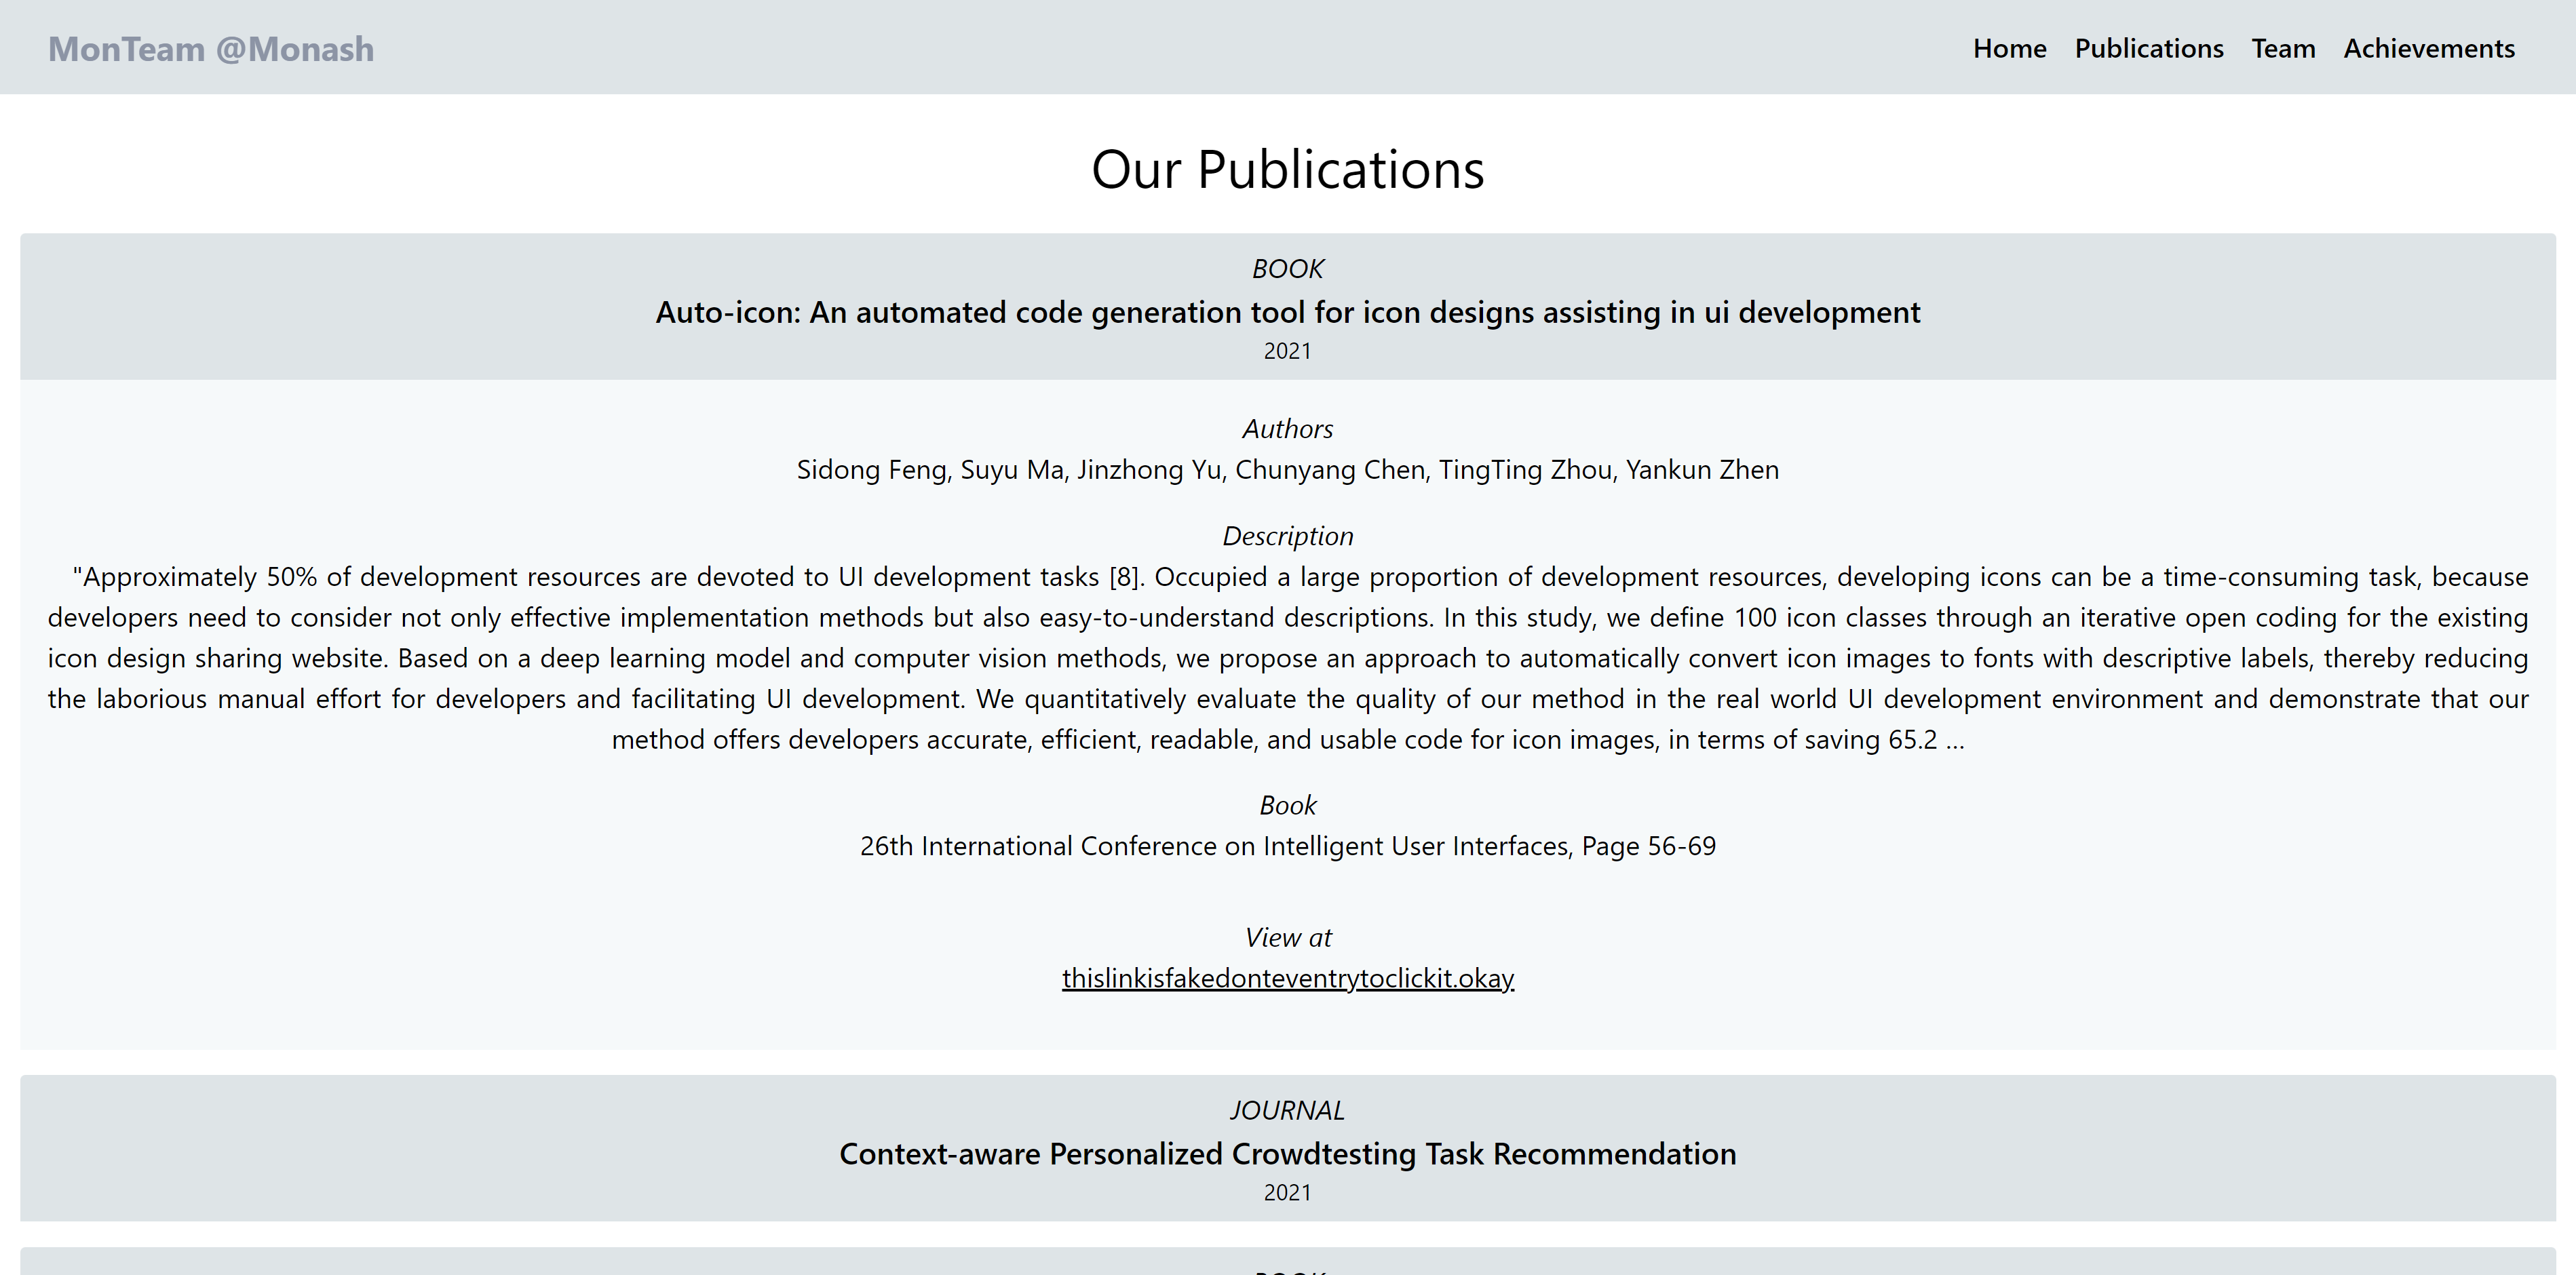 MonTeam @Monash
Home Publications Team Achievements
Our Publications
BOOK
Auto-icon: An automated code generation tool for icon designs assisting in ui development
2021
Authors
Sidong Feng, Suyu Ma, Jinzhong Yu, Chunyang Chen, TingTing Zhou, Yankun Zhen
Description
"Approximately 50% of development resources are devoted to UI development tasks [8]. Occupied a large proportion of development resources, developing icons can be a time-consuming task, because
developers need to consider not only effective implementation methods but also easy-to-understand descriptions. In this study, we define 100 icon classes through an iterative open coding for the existing
icon design sharing website. Based on a deep learning model and computer vision methods, we propose an approach to automatically convert icon images to fonts with descriptive labels, thereby reducing
the laborious manual effort for developers and facilitating UI development. We quantitatively evaluate the quality of our method in the real world UI development environment and demonstrate that our
method offers developers accurate, efficient, readable, and usable code for icon images, in terms of saving 65.2 ...
Book
26th International Conference on Intelligent User Interfaces, Page 56-69
View at
thislinkisfakedonteventrytoclickit.okay
JOURNAL
Context-aware Personalized Crowdtesting Task Recommendation
2021